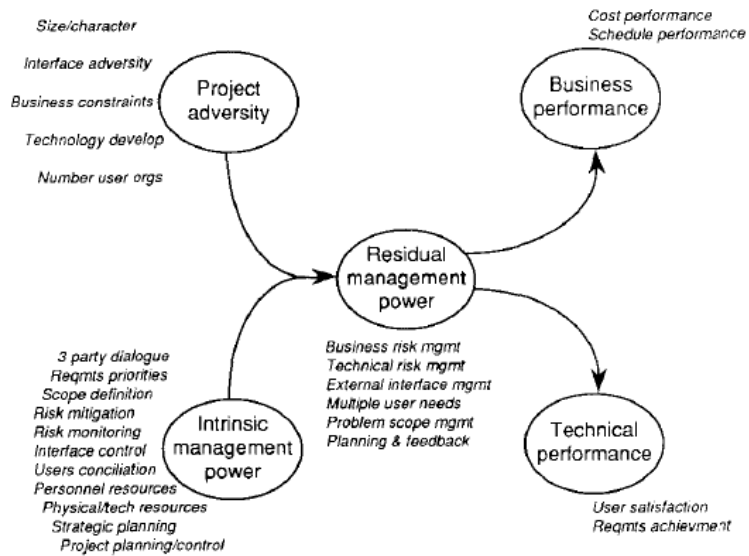 Size/character
Interface adversity
Business constraints
Technology develop
Number user orgs
Project
adversity
Cost performance
Schedule performance
Business
performance
Residual
management
power
Business risk mgmt
Technical risk mgmt
External interface mgmt
Multiple user needs
Problem scope mgmt
Planning & feedback
3 party dialogue
Reqmts priorities
Scope definition
Risk mitigation
Risk monitoring
Interface control
Users conciliation
Personnel resources
Physical/tech resources
Strategic planning
Project planning/control
Intrinsic
management
power
Technical
performance
User satisfaction
Reqmts achievment